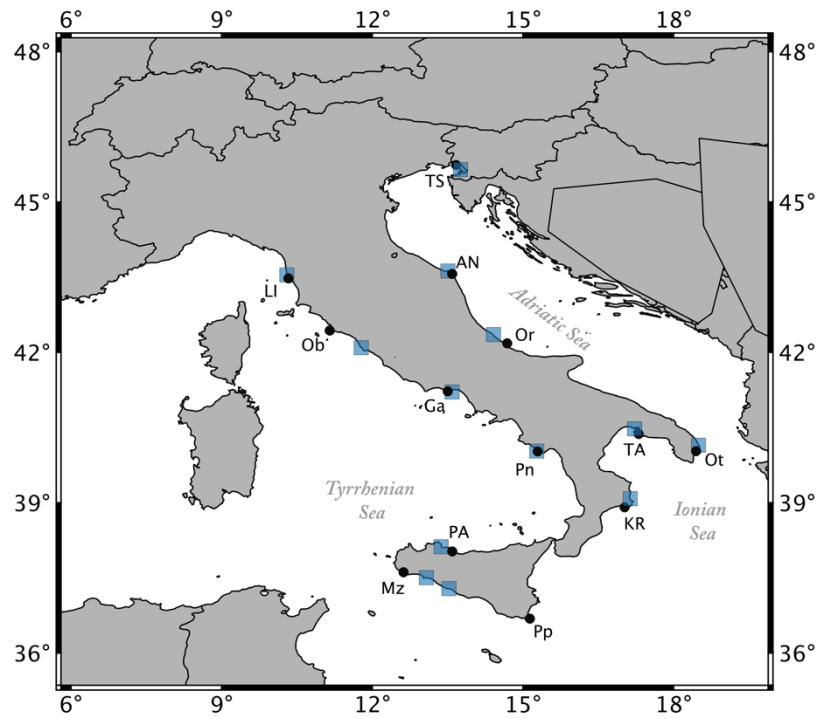 6° 9° 12° 15° 18°
48° 48°
TS
45° 45°
AN
LI
Adriatic Sea
Or
Ob
42° 42°
Ga
TA
Ot
Pn
39° 39°
Tyrrhenian
Sea
Ionian
Sea
KR
PA
Mz
Pp
36° 36°
6° 9° 12° 15° 18°